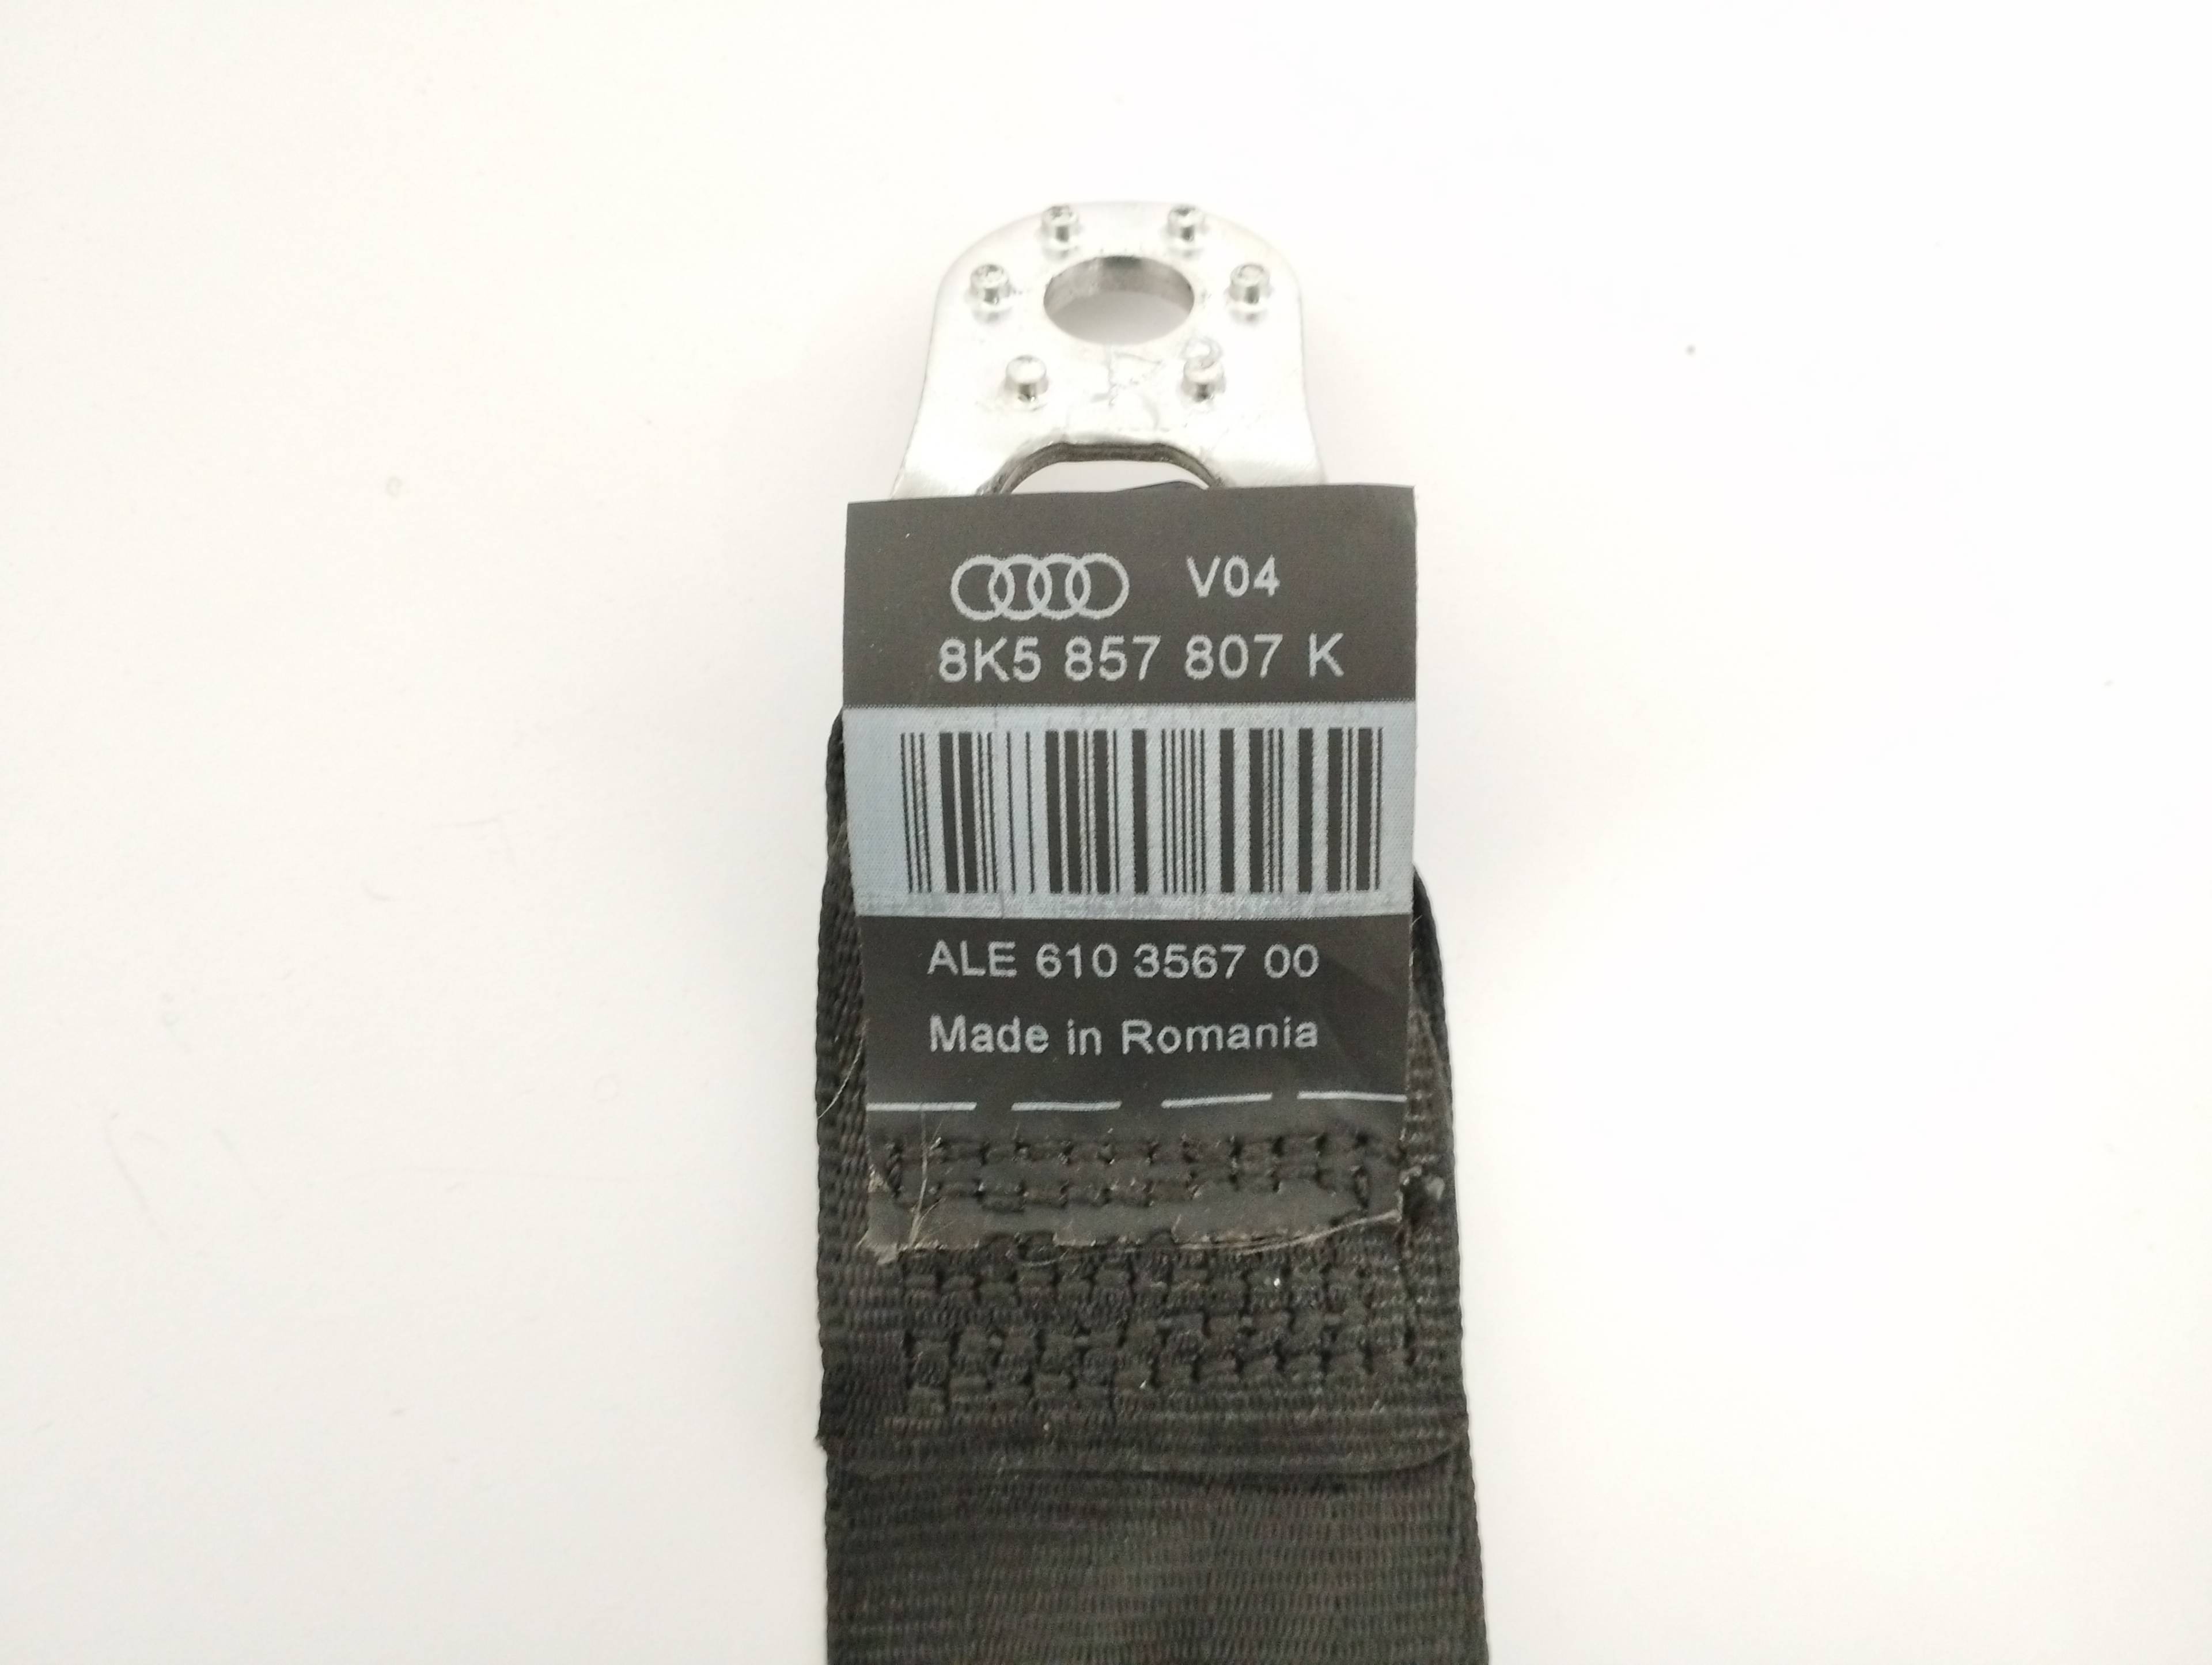 V04
8K5 857 807 K
ALE 610 3567 00
Made in Romania